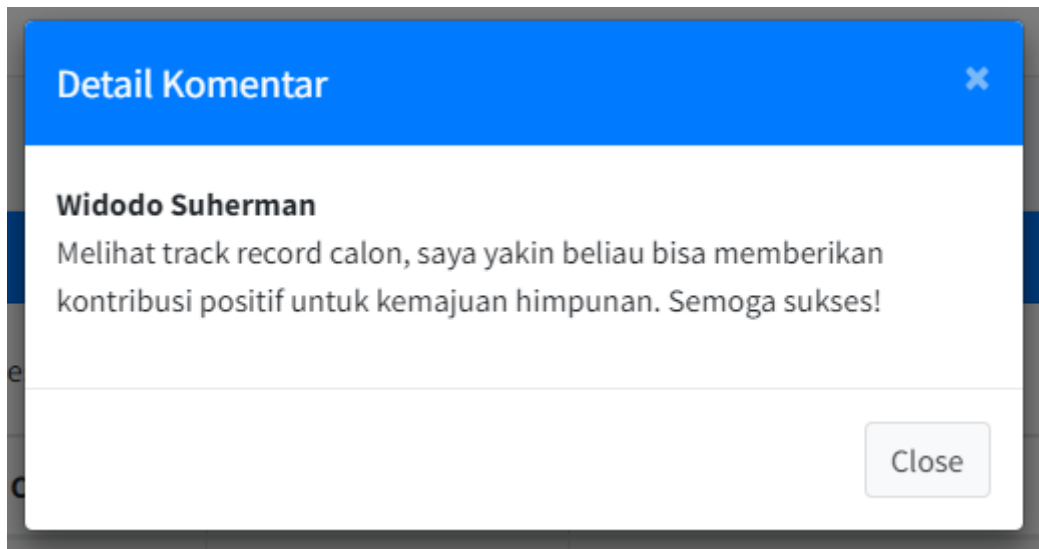 Detail Komentar
×
Widodo Suherman
Melihat track record calon, saya yakin beliau bisa memberikan
kontribusi positif untuk kemajuan himpunan. Semoga sukses!
e
Close